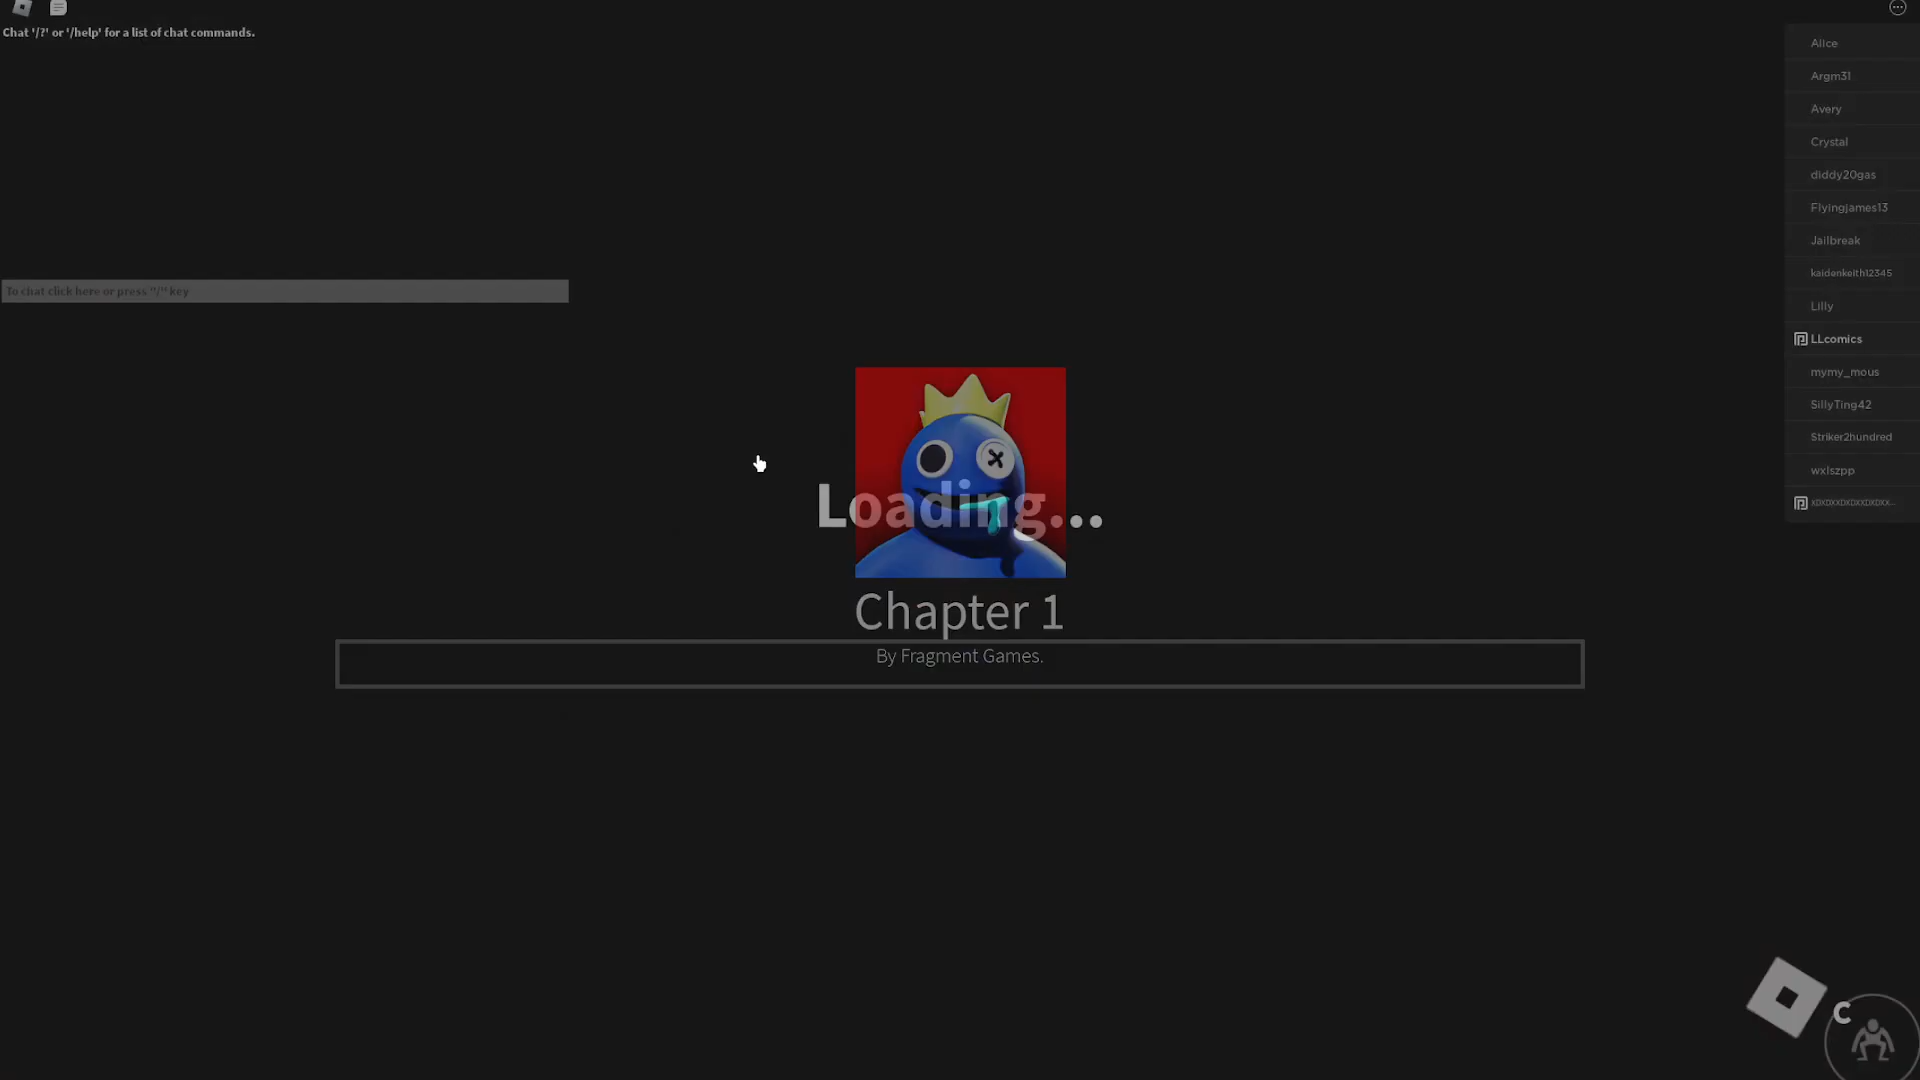 Chat '/?' or '/help' for a list of chat commands.
To chat click here or press "/" key
Alice
Argm31
Avery
Crystal
diddy20gas
Flyingjames13
Jailbreak
kaidenkeith12345
Lilly
LLcomics
mymy_mous
SillyTing42
Striker2hundred
wxlszpp
Loading...
Chapter 1
By Fragment Games.
C